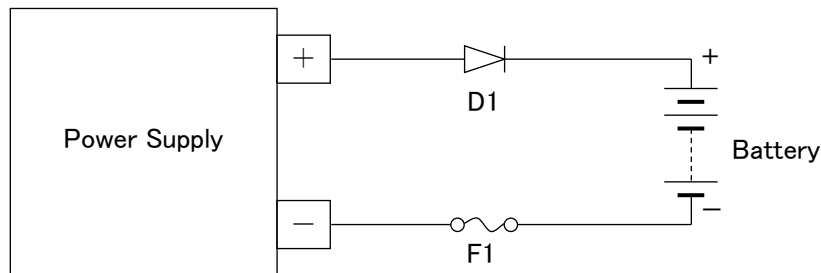 +
D1
+
Power Supply
Battery
−
F1
−